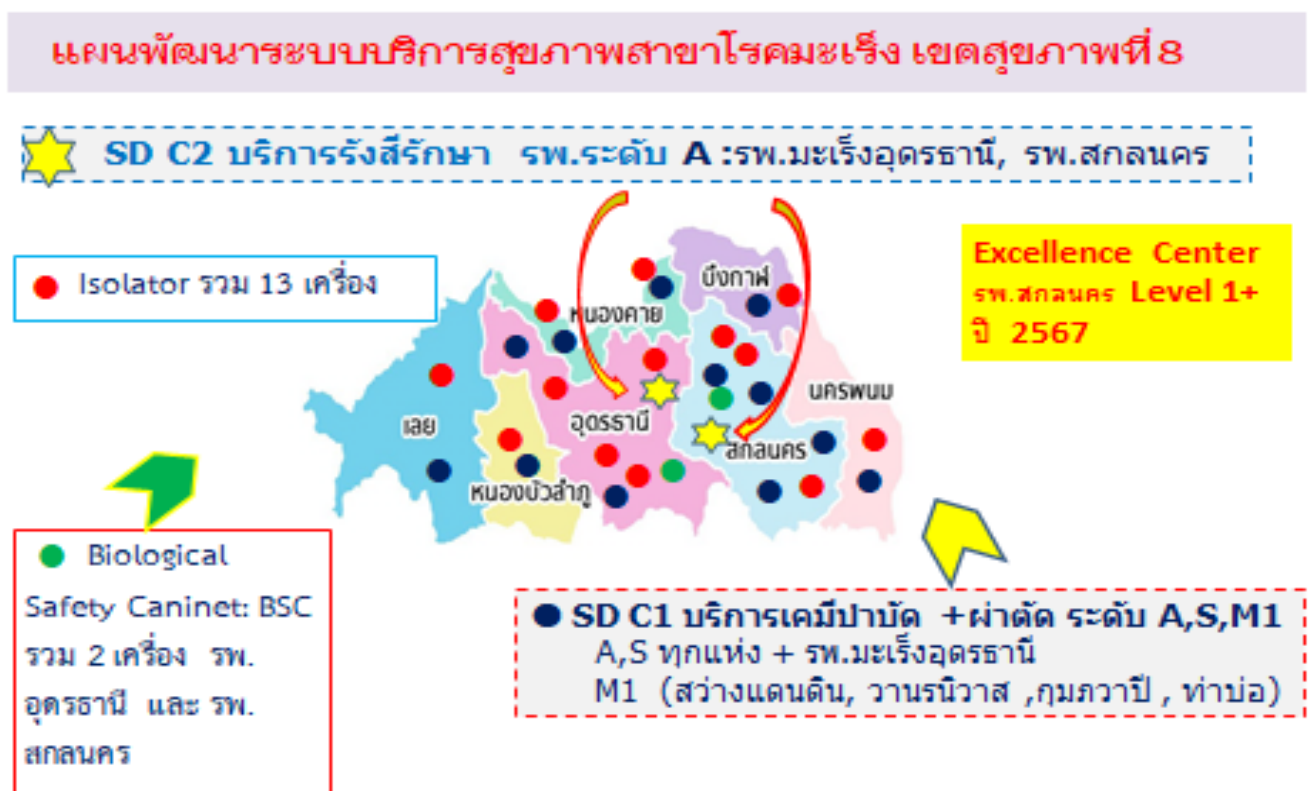 แผนพัฒนาระบบบริการสุขภาพสาขาโรคมะเร็ง เขตสุขภาพที่ 8
SD C2 บริการรังสีรักษา รพ.ระดับ A :รพ.มะเร็งอุดรธานี, รพ.สกลนคร
Isolator รวม 13 เครื่อง
Excellence Center
รพ.สกลนคร Level 1+
ปี 2567
บึงกาฬ
หนองคาย
นครพนม
เลย
อุดรธานี
สกลนคร
หนองบัวลำภู
Biological
Safety Caninet: BSC
รวม 2 เครื่อง รพ.
อุดรธานี และ รพ.
สกลนคร
SD C1 บริการเคมีบำบัด +ผ่าตัด ระดับ A,S,M1
A,S ทุกแห่ง + รพ.มะเร็งอุดรธานี
M1 (สว่างแดนดิน, วานรนิวาส ,กุมภวาปี , ท่าบ่อ)